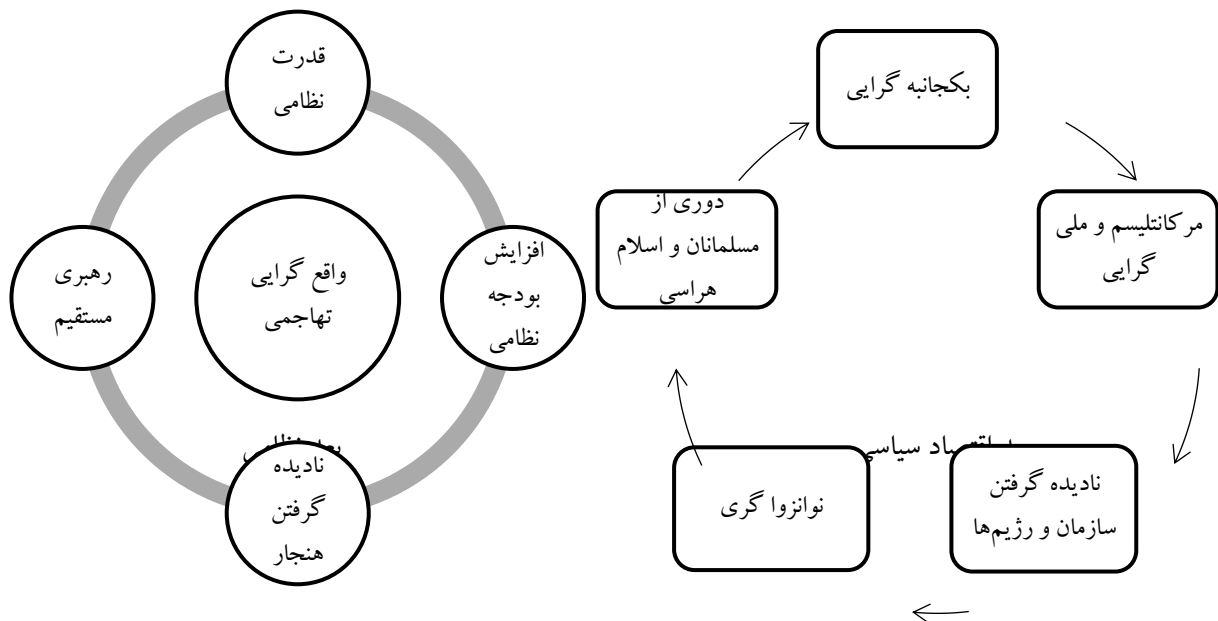 بکجانبه گرایی
مرکانتلیسم و ملی
گرایی
نادیده گرفتن
سازمان و رژیم‌ها
نوانزوا گری
دوری از
مسلمانان و اسلام
هراسی
سیاسی
قدرت
نظامی
افزایش
بودجه
نظامی
نادیده
گرفتن
هنجار
رهبری
مستقیم
واقع گرایی
تهاجمی